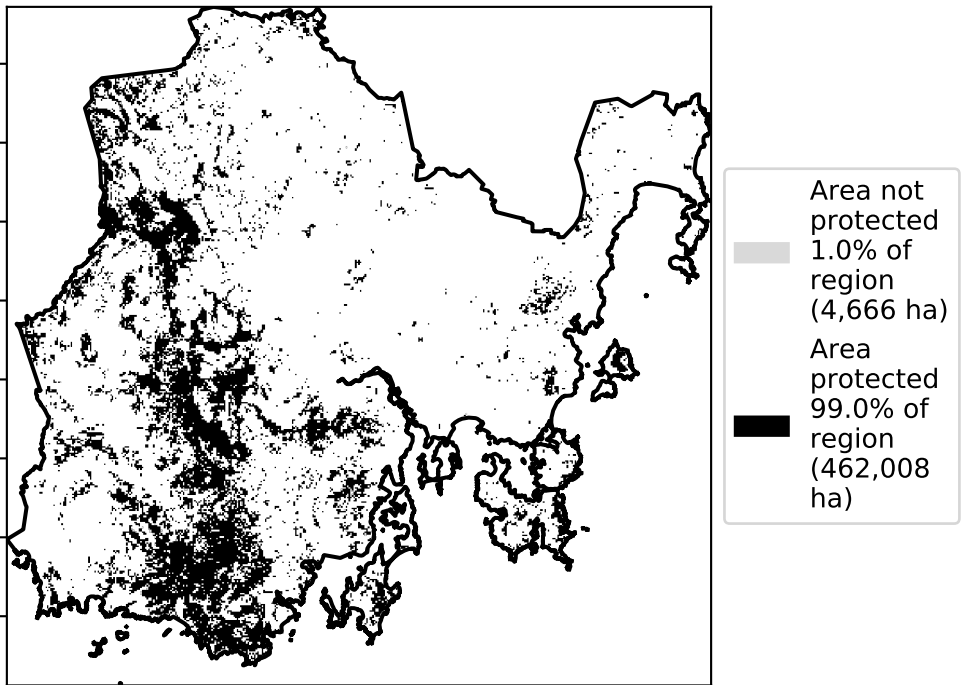 Area not
protected
1.0% of
region
(4,666 ha)
Area
protected
99.0% of
region
(462,008
ha)